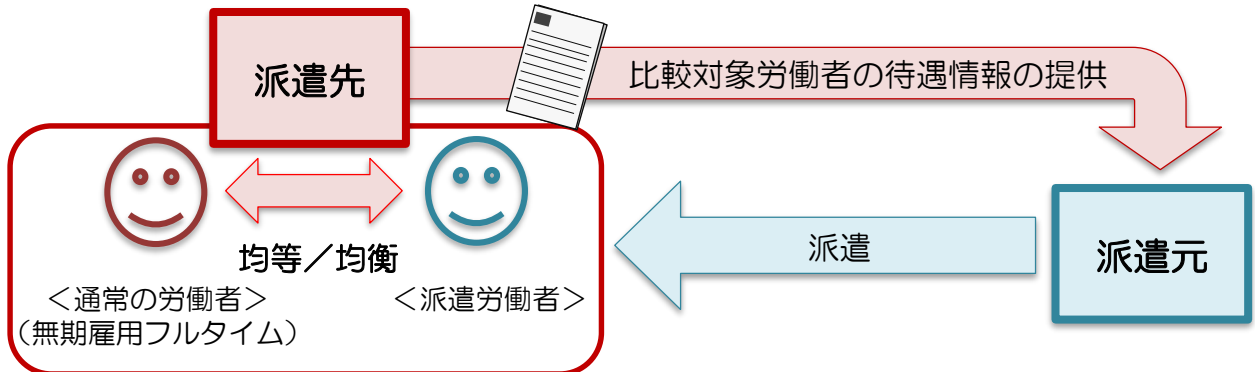 派遣先
比較対象労働者の待遇情報の提供
派遣
派遣元
均等／均衡
＜通常の労働者＞
（無期雇用フルタイム）
＜派遣労働者＞